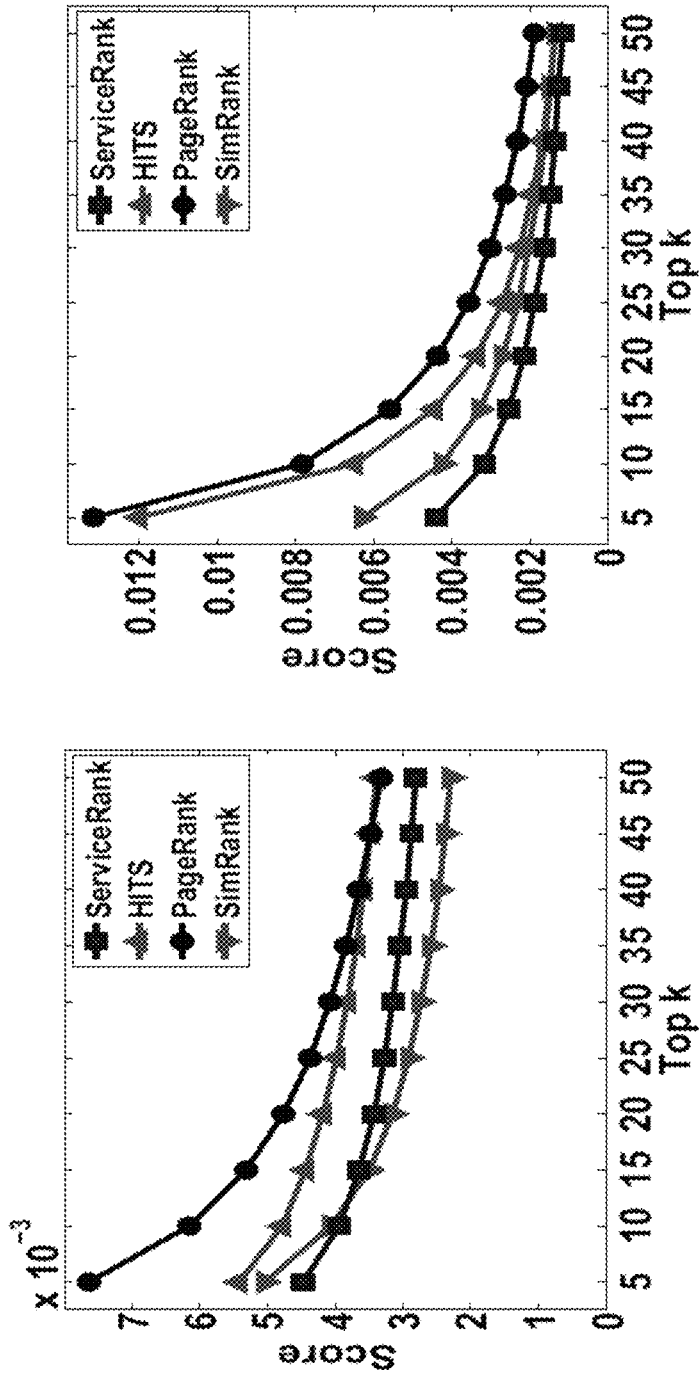 x 10⁻³
7
6
5
4
3
2
1
0
Score
5 10 15 20 25 30 35 40 45 50
Top k
ServiceRank
HITS
PageRank
SimRank
0.012
0.01
0.008
0.006
0.004
0.002
0
Score
5 10 15 20 25 30 35 40 45 50
Top k
ServiceRank
HITS
PageRank
SimRank